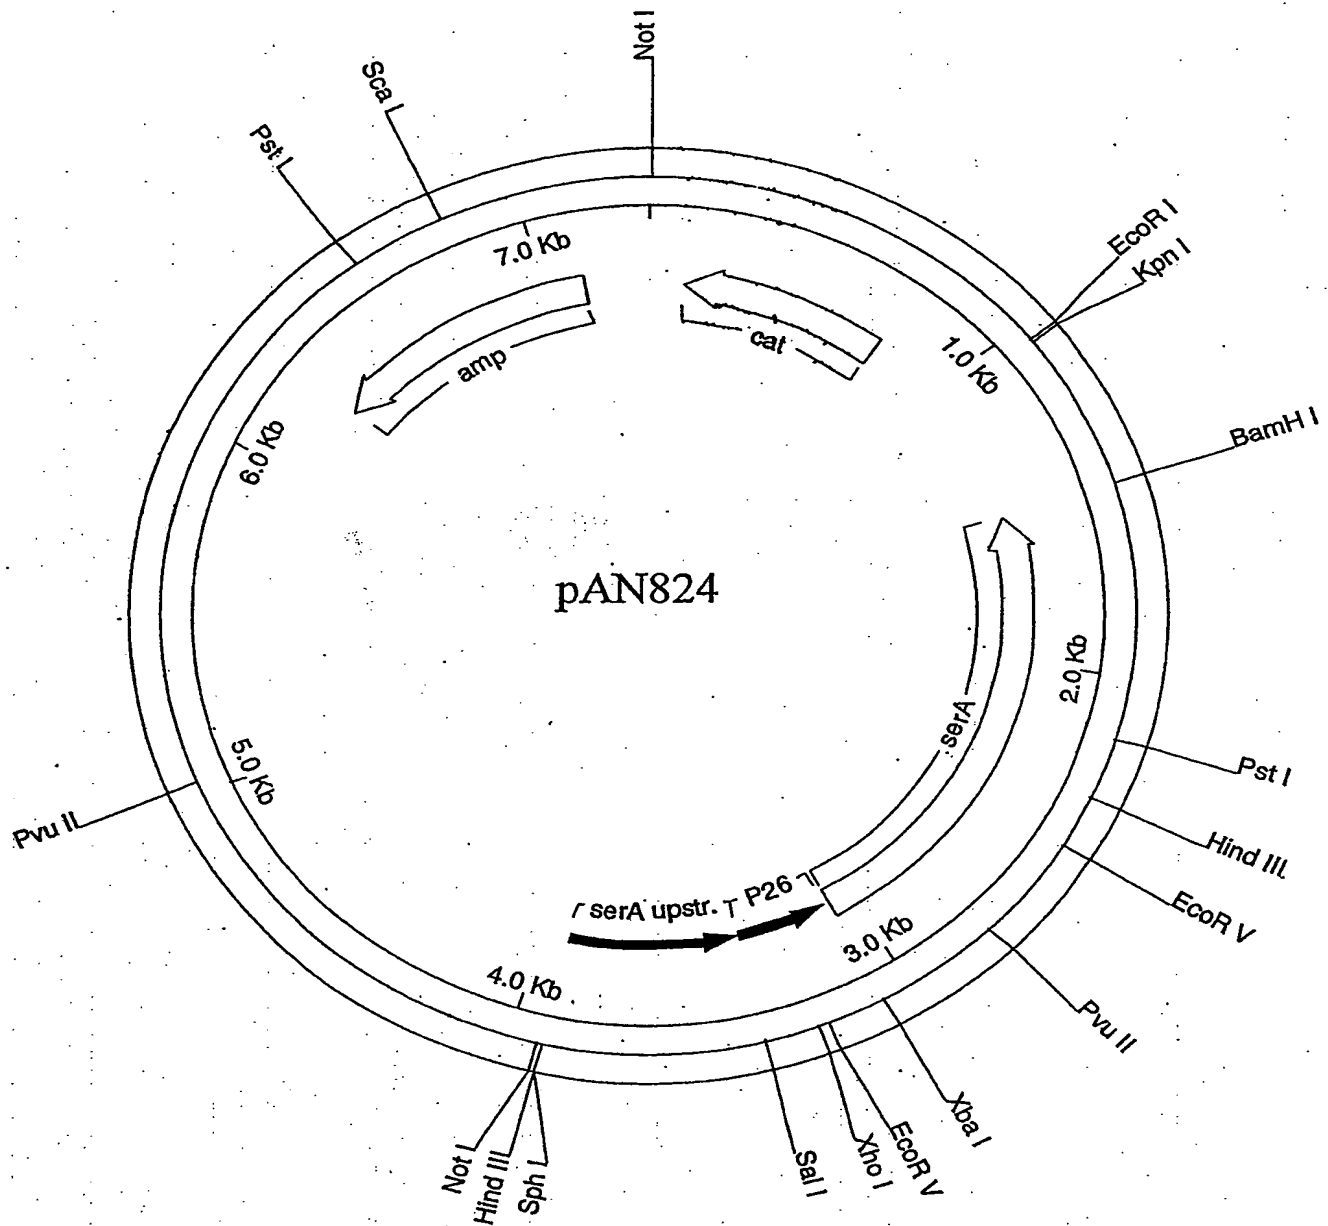 Not I
Sca I
Pst I
EcoR I
Kpn I
7.0 Kb
cat
1.0 Kb
amp
BamH I
6.0 Kb
pAN824
2.0 Kb
serA
5.0 Kb
Pst I
Pvu II
Hind III
P26
serA upstr.
EcoR V
3.0 Kb
4.0 Kb
Pvu II
Xba I
EcoR V
Xho I
Sal I
Not I
Hind III
Sph I